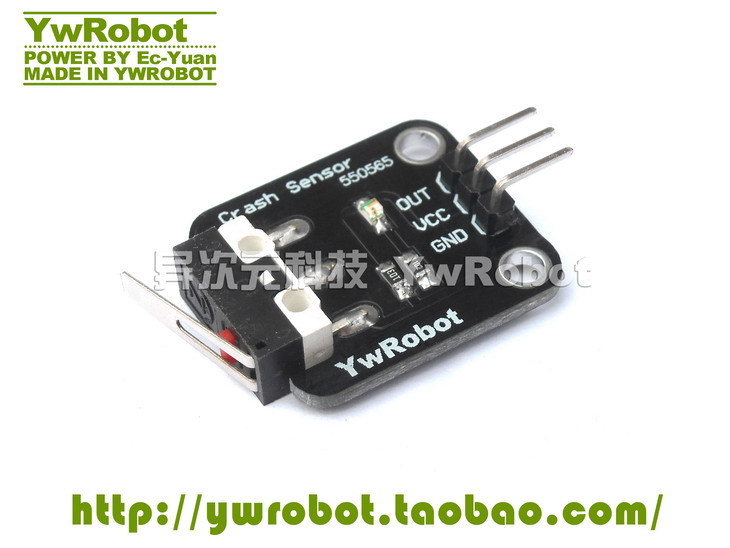 YwRobot
POWER BY Ec-Yuan
MADE IN YWROBOT
Crash Sensor
550565
OUT
VCC
GND
异次元科技 YwRobot
YwRobot
http://ywrobot.taobao.com/